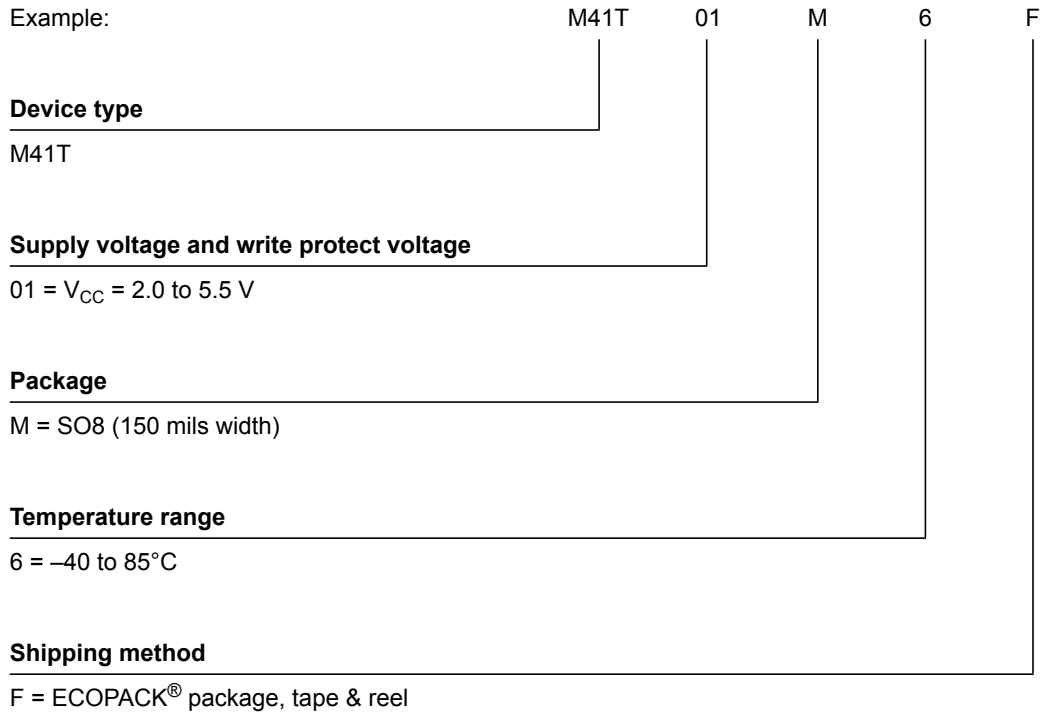 Example: M41T 01 M 6 F
Device type
M41T
Supply voltage and write protect voltage
01 = VCC = 2.0 to 5.5 V
Package
M = SO8 (150 mils width)
Temperature range
6 = –40 to 85°C
Shipping method
F = ECOPACK® package, tape & reel